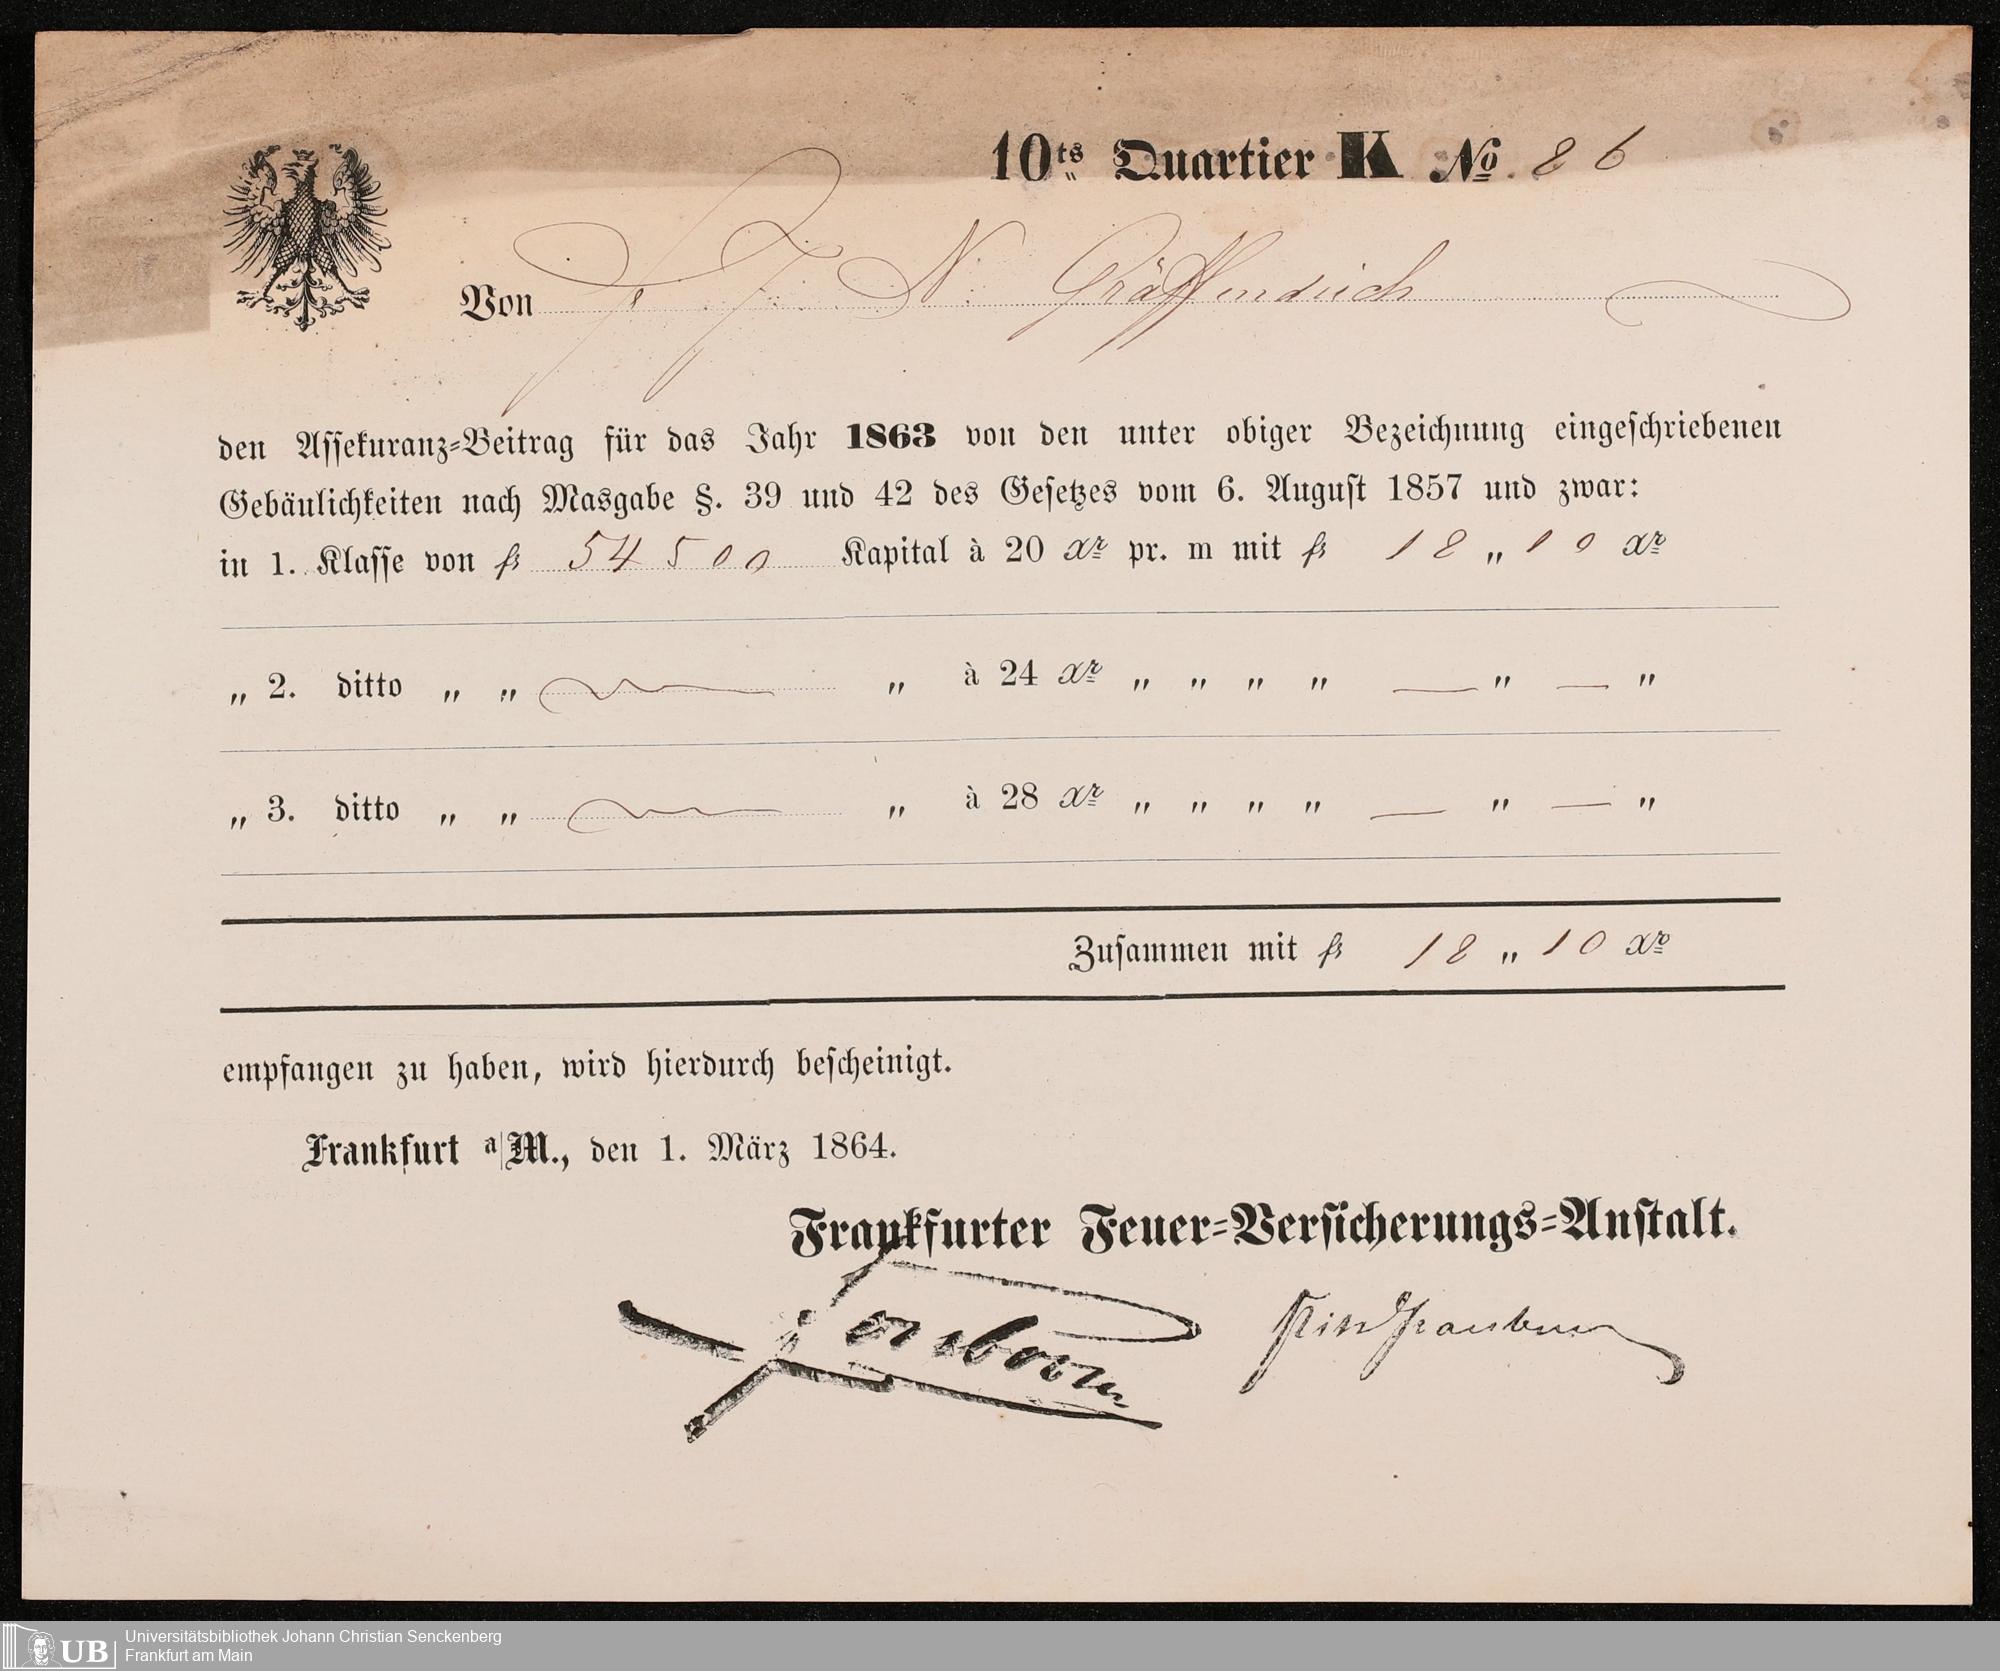 10ts Quartier K No. 86
Von
N. Gräffendeich
den Assekuranz-Beitrag für das Jahr 1863 von den unter obiger Bezeichnung eingeschriebenen
Gebäulichkeiten nach Masgabe §. 39 und 42 des Gesetzes vom 6. August 1857 und zwar:
in 1. Klasse von fl 54500 Kapital à 20 xr pr. m mit fl 18 „ 10 xr
„ 2. ditto „ „ — „ à 24 xr „ „ „ „ — „ — „
„ 3. ditto „ „ — „ à 28 xr „ „ „ „ — „ — „
Zusammen mit fl 18 „ 10 xr
empfangen zu haben, wird hierdurch bescheinigt.
Frankfurt a/M., den 1. März 1864.
Frankfurter Feuer-Versicherungs-Anstalt.
UB Universitätsbibliothek Johann Christian Senckenberg
Frankfurt am Main